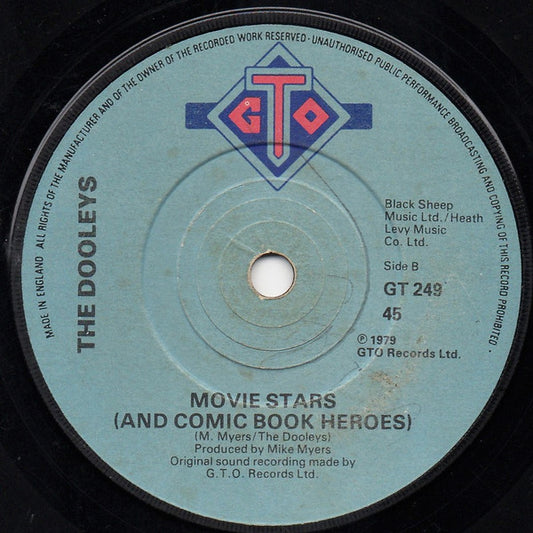 MADE IN ENGLAND ALL RIGHTS OF THE MANUFACTURER AND OF THE OWNER OF THE RECORDED WORK RESERVED · UNAUTHORISED PUBLIC PERFORMANCE BROADCASTING AND COPYING OF THIS RECORD PROHIBITED ·
GTO
THE DOOLEYS
Black Sheep
Music Ltd./Heath
Levy Music
Co. Ltd.
Side B
GT 249
45
℗ 1979
GTO Records Ltd.
MOVIE STARS
(AND COMIC BOOK HEROES)
(M. Myers/The Dooleys)
Produced by Mike Myers
Original sound recording made by
G.T.O. Records Ltd.